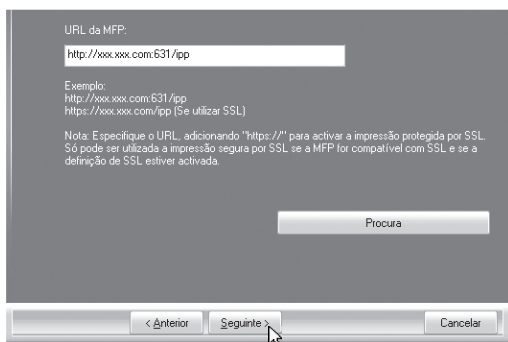 URL da MFP:
http://xxx.xxx.com:631/ipp
Exemplo:
http://xxx.xxx.com:631/ipp
https://xxx.xxx.com/ipp (Se utilizar SSL)
Nota: Especifique o URL, adicionando "https://" para activar a impressão protegida por SSL.
Só pode ser utilizada a impressão segura por SSL se a MFP for compatível com SSL e se a
definição de SSL estiver activada.
Procura
< Anterior
Seguinte >
Cancelar